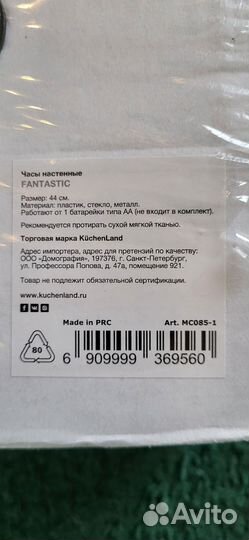 Часы настенные
FANTASTIC
Размер: 44 см.
Материал: пластик, стекло, металл.
Работают от 1 батарейки типа АА (не входит в комплект).
Рекомендуется протирать сухой мягкой тканью.
Торговая марка KüchenLand
Адрес импортера, адрес для претензий по качеству:
ООО «Домография», 197376, г. Санкт-Петербург,
ул. Профессора Попова, д. 47а, помещение 921.
Товар не подлежит обязательной сертификации.
www.kuchenland.ru
Made in PRC Art. MC085-1
80
6 909999 369560
Avito